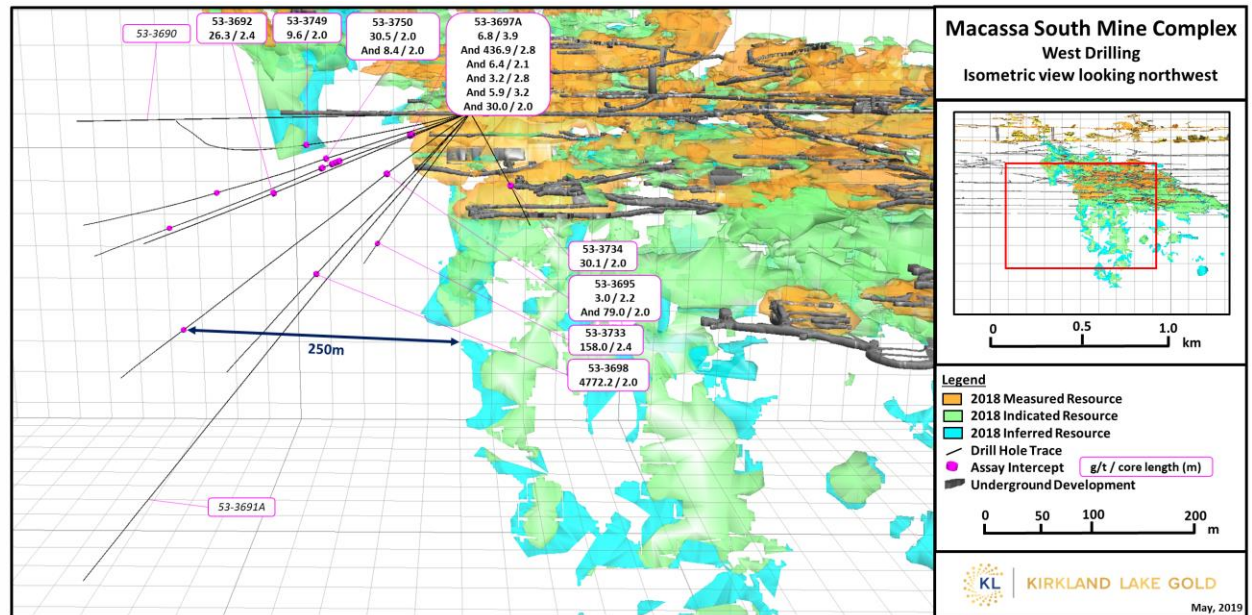 53-3690
53-3692
26.3 / 2.4
53-3749
9.6 / 2.0
53-3750
30.5 / 2.0
And 8.4 / 2.0
53-3697A
6.8 / 3.9
And 436.9 / 2.8
And 6.4 / 2.1
And 3.2 / 2.8
And 5.9 / 3.2
And 30.0 / 2.0
53-3734
30.1 / 2.0
53-3695
3.0 / 2.2
And 79.0 / 2.0
53-3733
158.0 / 2.4
53-3698
4772.2 / 2.0
250m
53-3691A
Macassa South Mine Complex
West Drilling
Isometric view looking northwest
0 0.5 1.0
km
Legend
2018 Measured Resource
2018 Indicated Resource
2018 Inferred Resource
Drill Hole Trace
Assay Intercept g/t / core length (m)
Underground Development
0 50 100 200
m
KL KIRKLAND LAKE GOLD
May, 2019